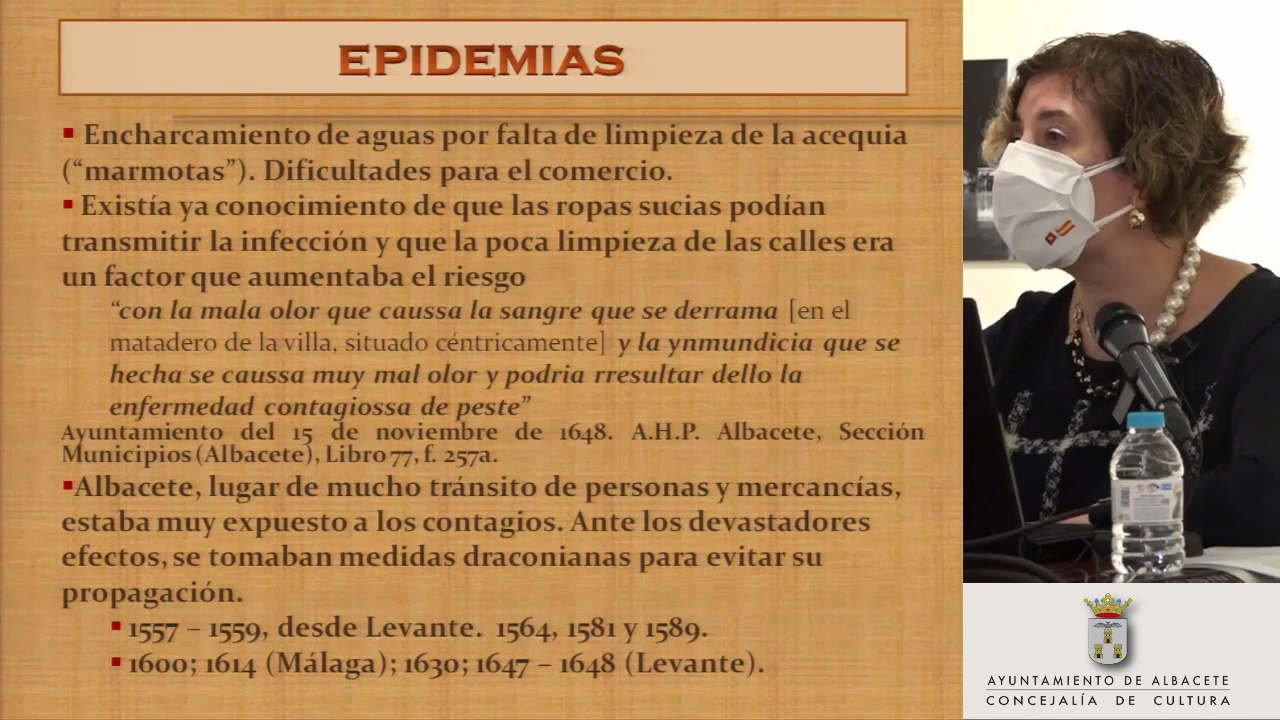 EPIDEMIAS
▪ Encharcamiento de aguas por falta de limpieza de la acequia
(“marmotas”). Dificultades para el comercio.
▪ Existía ya conocimiento de que las ropas sucias podían
transmitir la infección y que la poca limpieza de las calles era
un factor que aumentaba el riesgo
“con la mala olor que caussa la sangre que se derrama [en el
matadero de la villa, situado céntricamente] y la ynmundicia que se
hecha se caussa muy mal olor y podria rresultar dello la
enfermedad contagiossa de peste”
Ayuntamiento del 15 de noviembre de 1648. A.H.P. Albacete, Sección
Municipios (Albacete), Libro 77, f. 257a.
▪Albacete, lugar de mucho tránsito de personas y mercancías,
estaba muy expuesto a los contagios. Ante los devastadores
efectos, se tomaban medidas draconianas para evitar su
propagación.
▪ 1557 – 1559, desde Levante. 1564, 1581 y 1589.
▪ 1600; 1614 (Málaga); 1630; 1647 – 1648 (Levante).
AYUNTAMIENTO DE ALBACETE
CONCEJALÍA DE CULTURA